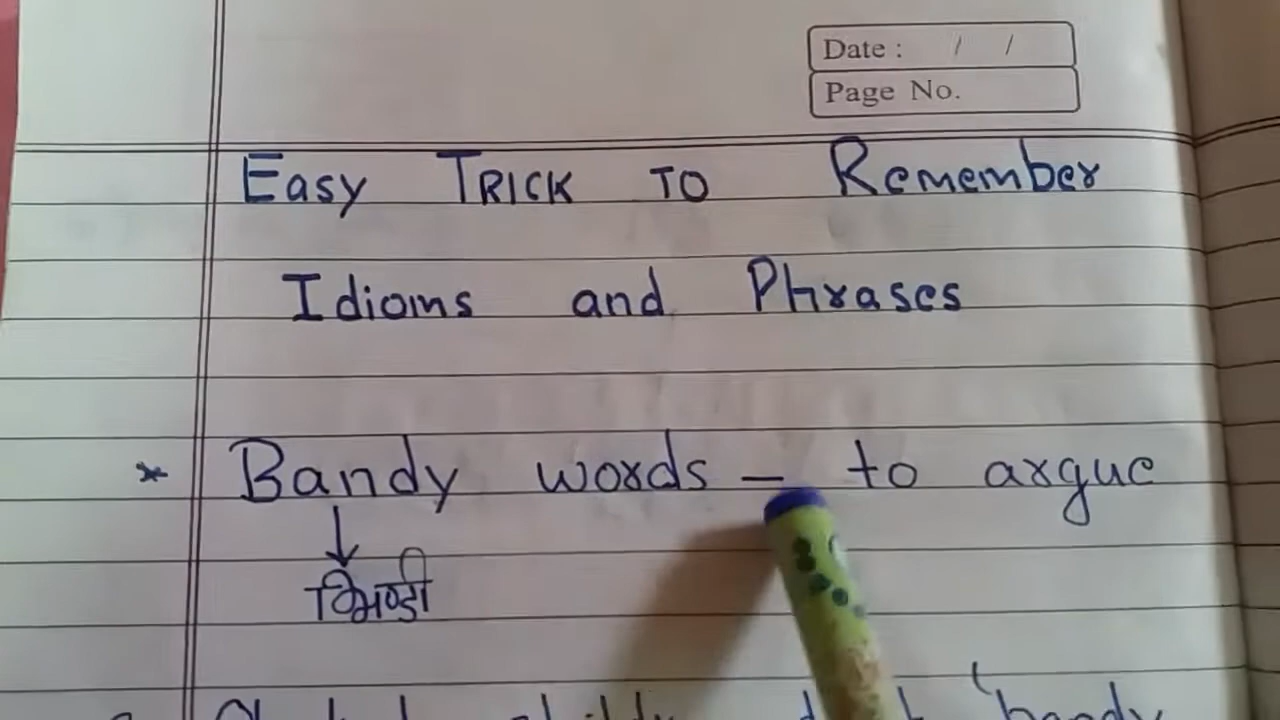 Date : / /
Page No.
Easy TRICK TO Remember
Idioms and Phrases
* Bandy words – to argue
↓
भिण्डी